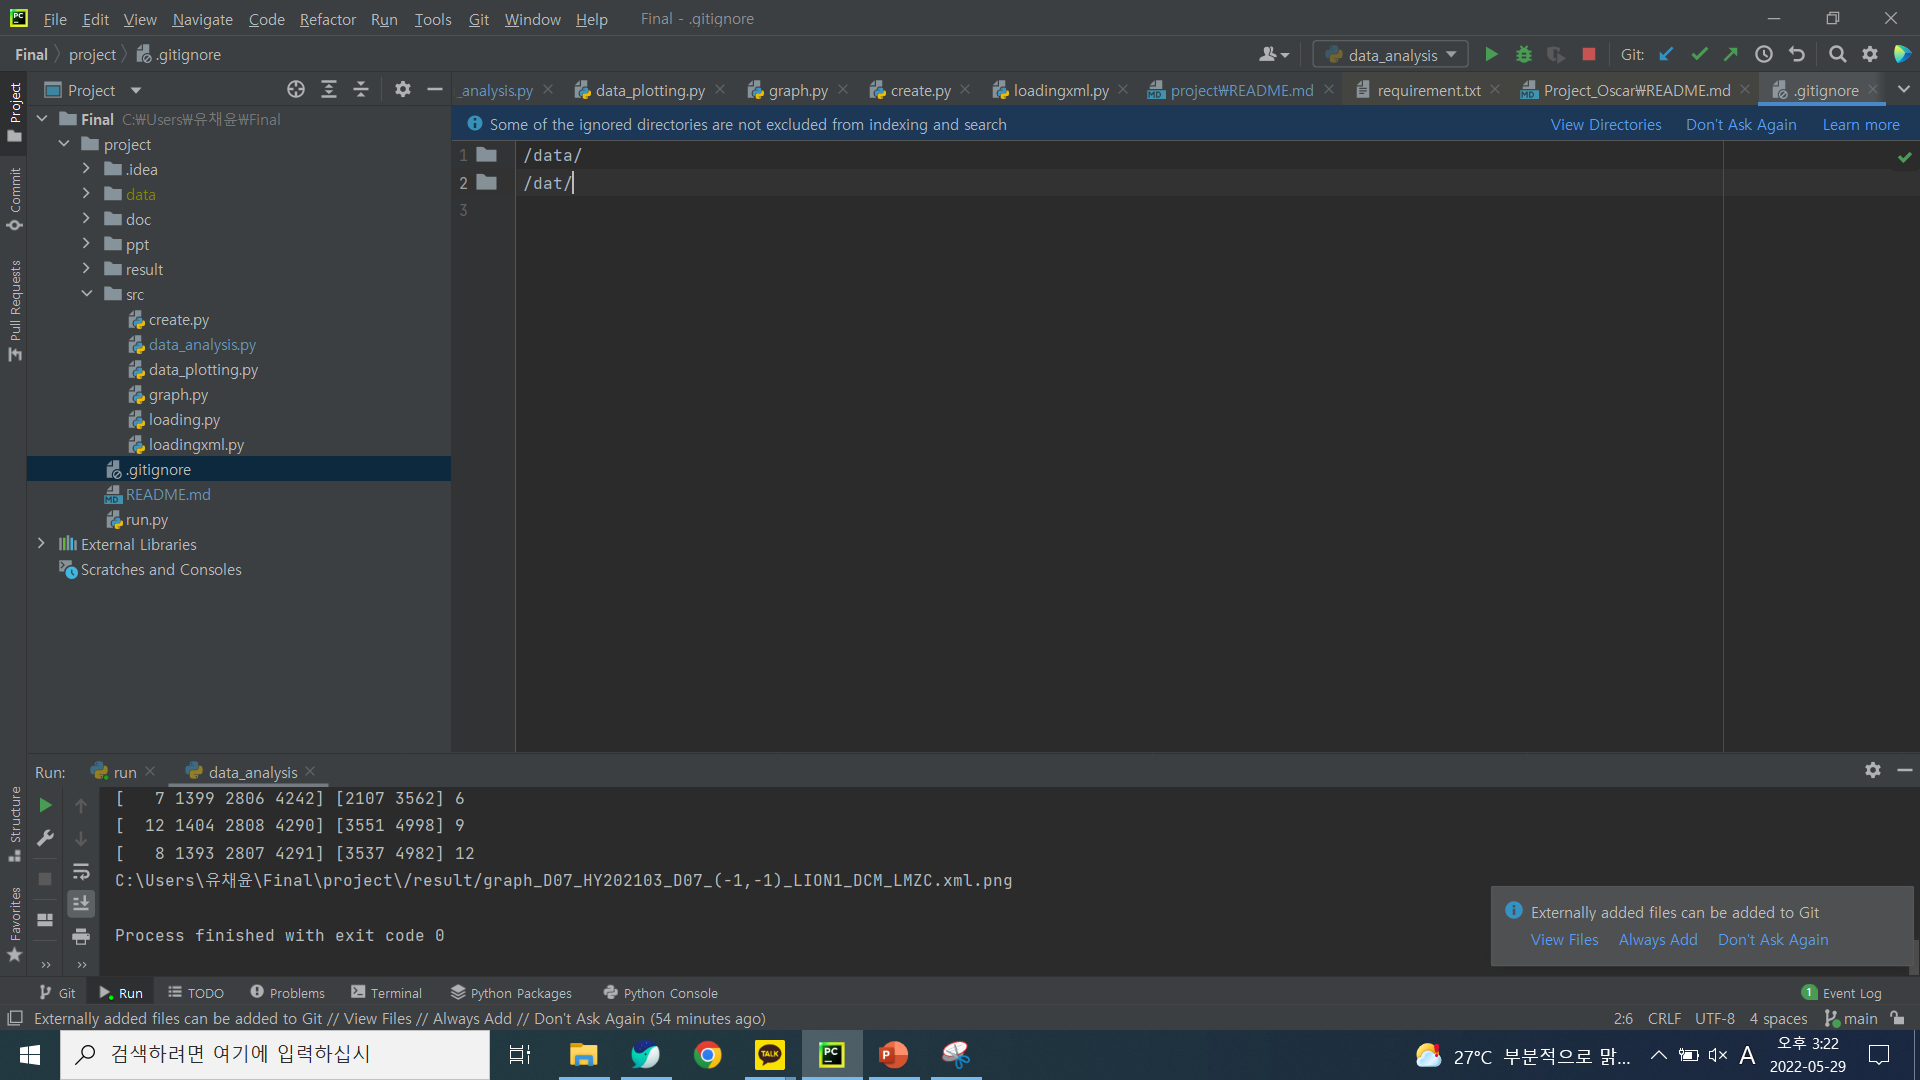 File Edit View Navigate Code Refactor Run Tools Git Window Help Final - .gitignore
Final project .gitignore data_analysis Git:
Project _analysis.py data_plotting.py graph.py create.py loadingxml.py project₩README.md requirement.txt Project_Oscar₩README.md .gitignore
Some of the ignored directories are not excluded from indexing and search View Directories Don't Ask Again Learn more
Project
Commit
Pull Requests
Structure
Favorites
Final C:₩Users₩유채윤₩Final
project
.idea
data
doc
ppt
result
src
create.py
data_analysis.py
data_plotting.py
graph.py
loading.py
loadingxml.py
.gitignore
README.md
run.py
External Libraries
Scratches and Consoles
1 /data/
2 /dat/
3
Run: run data_analysis
[   7 1399 2806 4242] [2107 3562] 6
[  12 1404 2808 4290] [3551 4998] 9
[   8 1393 2807 4291] [3537 4982] 12
C:\Users\유채윤\Final\project\/result/graph_D07_HY202103_D07_(-1,-1)_LION1_DCM_LMZC.xml.png
Process finished with exit code 0
Externally added files can be added to Git
View Files Always Add Don't Ask Again
Git Run TODO Problems Terminal Python Packages Python Console 1 Event Log
Externally added files can be added to Git // View Files // Always Add // Don't Ask Again (54 minutes ago) 2:6 CRLF UTF-8 4 spaces main
검색하려면 여기에 입력하십시 TALK PC P 27°C 부분적으로 맑... A 오후 3:22
2022-05-29